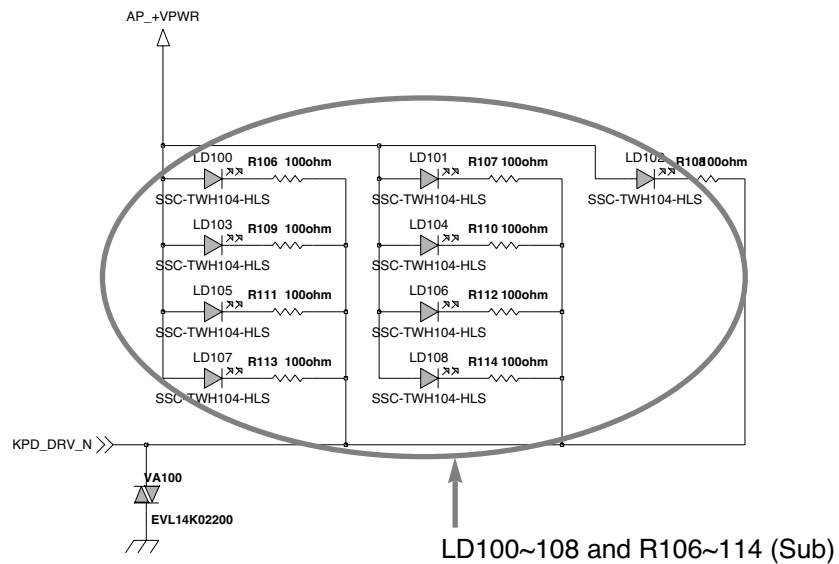 AP_+VPWR
LD100 R106 100ohm
SSC-TWH104-HLS
LD101 R107 100ohm
SSC-TWH104-HLS
LD102 R108 100ohm
SSC-TWH104-HLS
LD103 R109 100ohm
SSC-TWH104-HLS
LD104 R110 100ohm
SSC-TWH104-HLS
LD105 R111 100ohm
SSC-TWH104-HLS
LD106 R112 100ohm
SSC-TWH104-HLS
LD107 R113 100ohm
SSC-TWH104-HLS
LD108 R114 100ohm
SSC-TWH104-HLS
KPD_DRV_N
VA100
EVL14K02200
LD100~108 and R106~114 (Sub)